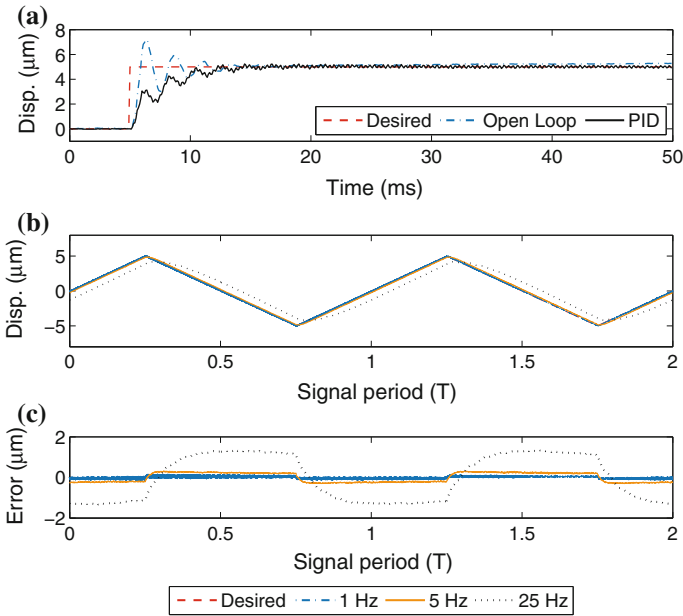 (a)
8
6
4
2
0
Disp. (μm)
Desired Open Loop PID
0 10 20 30 40 50
Time (ms)
(b)
5
0
−5
Disp. (μm)
0 0.5 1 1.5 2
Signal period (T)
(c)
2
0
−2
Error (μm)
0 0.5 1 1.5 2
Signal period (T)
Desired 1 Hz 5 Hz 25 Hz